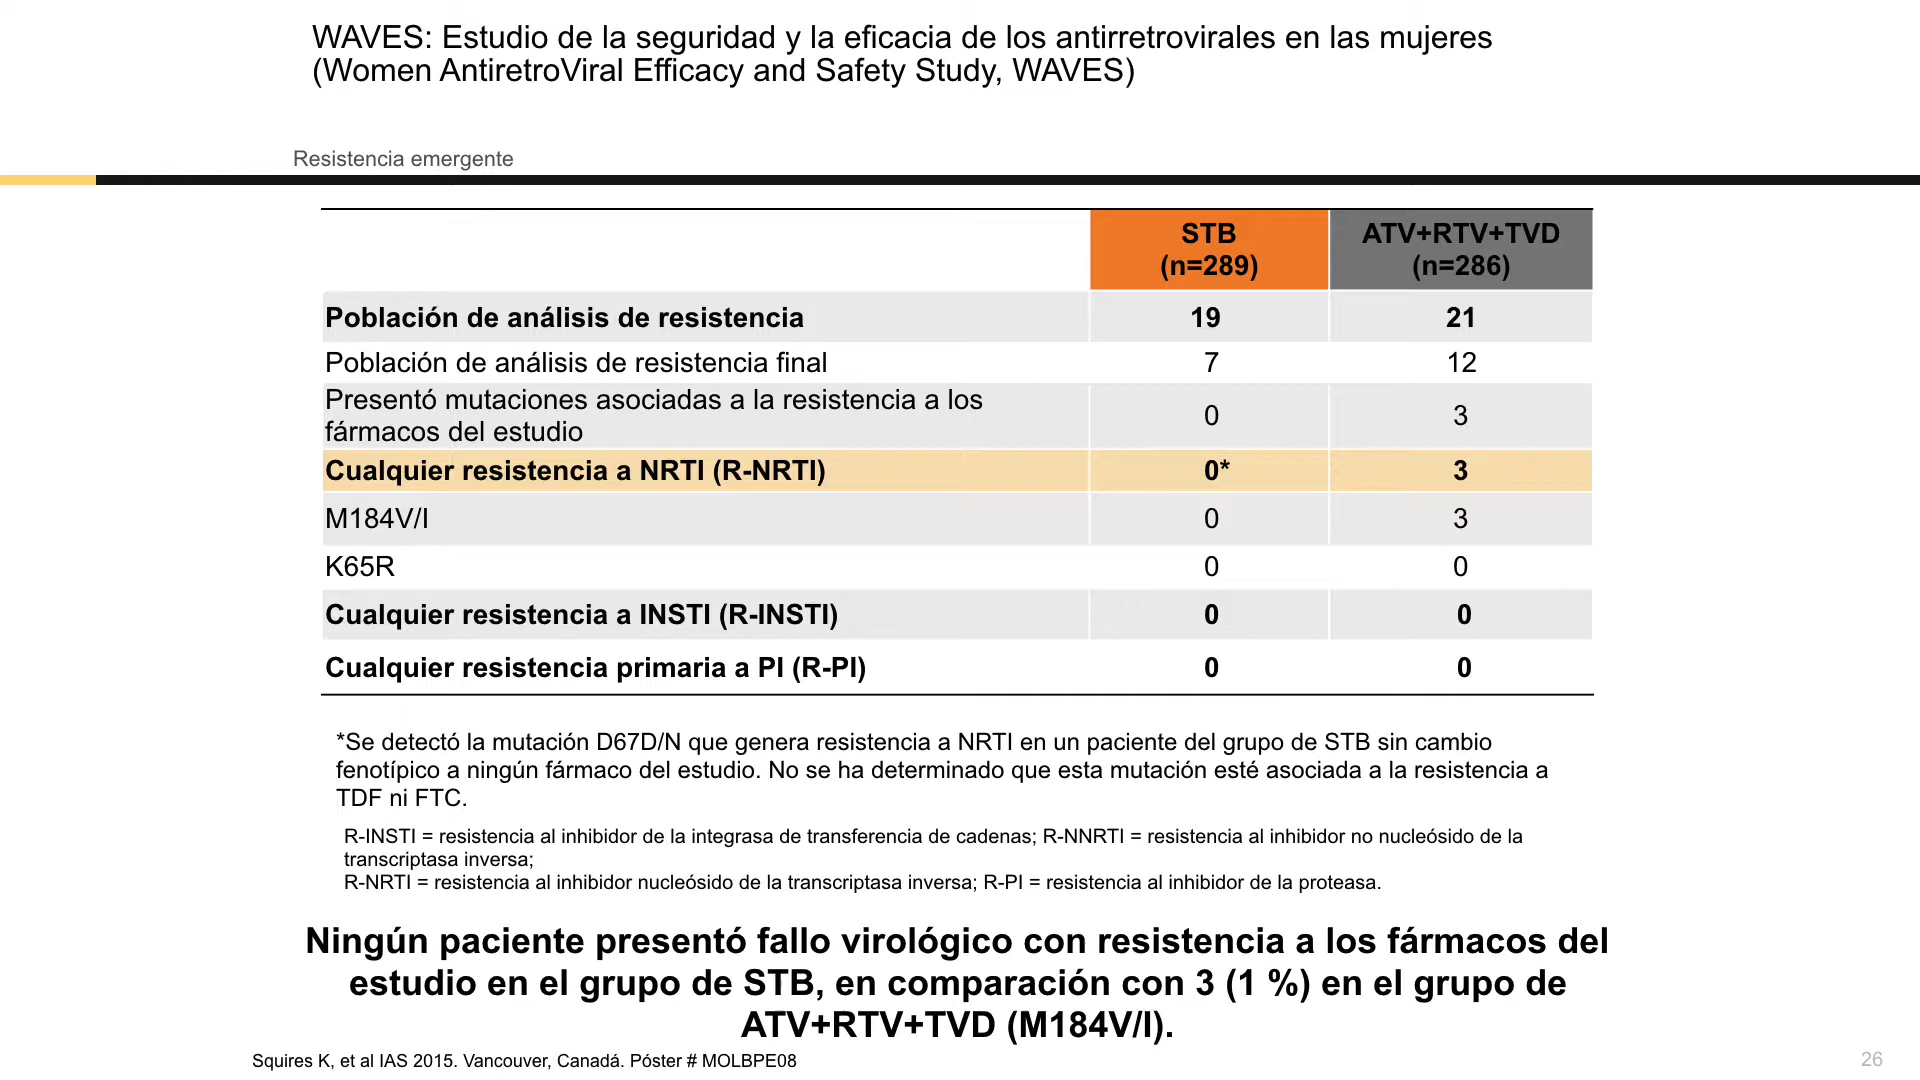 WAVES: Estudio de la seguridad y la eficacia de los antirretrovirales en las mujeres
(Women AntiretroViral Efficacy and Safety Study, WAVES)
Resistencia emergente
STB ATV+RTV+TVD
(n=289) (n=286)
Población de análisis de resistencia 19 21
Población de análisis de resistencia final 7 12
Presentó mutaciones asociadas a la resistencia a los
fármacos del estudio 0 3
Cualquier resistencia a NRTI (R-NRTI) 0* 3
M184V/I 0 3
K65R 0 0
Cualquier resistencia a INSTI (R-INSTI) 0 0
Cualquier resistencia primaria a PI (R-PI) 0 0
*Se detectó la mutación D67D/N que genera resistencia a NRTI en un paciente del grupo de STB sin cambio
fenotípico a ningún fármaco del estudio. No se ha determinado que esta mutación esté asociada a la resistencia a
TDF ni FTC.
R-INSTI = resistencia al inhibidor de la integrasa de transferencia de cadenas; R-NNRTI = resistencia al inhibidor no nucleósido de la
transcriptasa inversa;
R-NRTI = resistencia al inhibidor nucleósido de la transcriptasa inversa; R-PI = resistencia al inhibidor de la proteasa.
Ningún paciente presentó fallo virológico con resistencia a los fármacos del
estudio en el grupo de STB, en comparación con 3 (1 %) en el grupo de
ATV+RTV+TVD (M184V/I).
Squires K, et al IAS 2015. Vancouver, Canadá. Póster # MOLBPE08
26